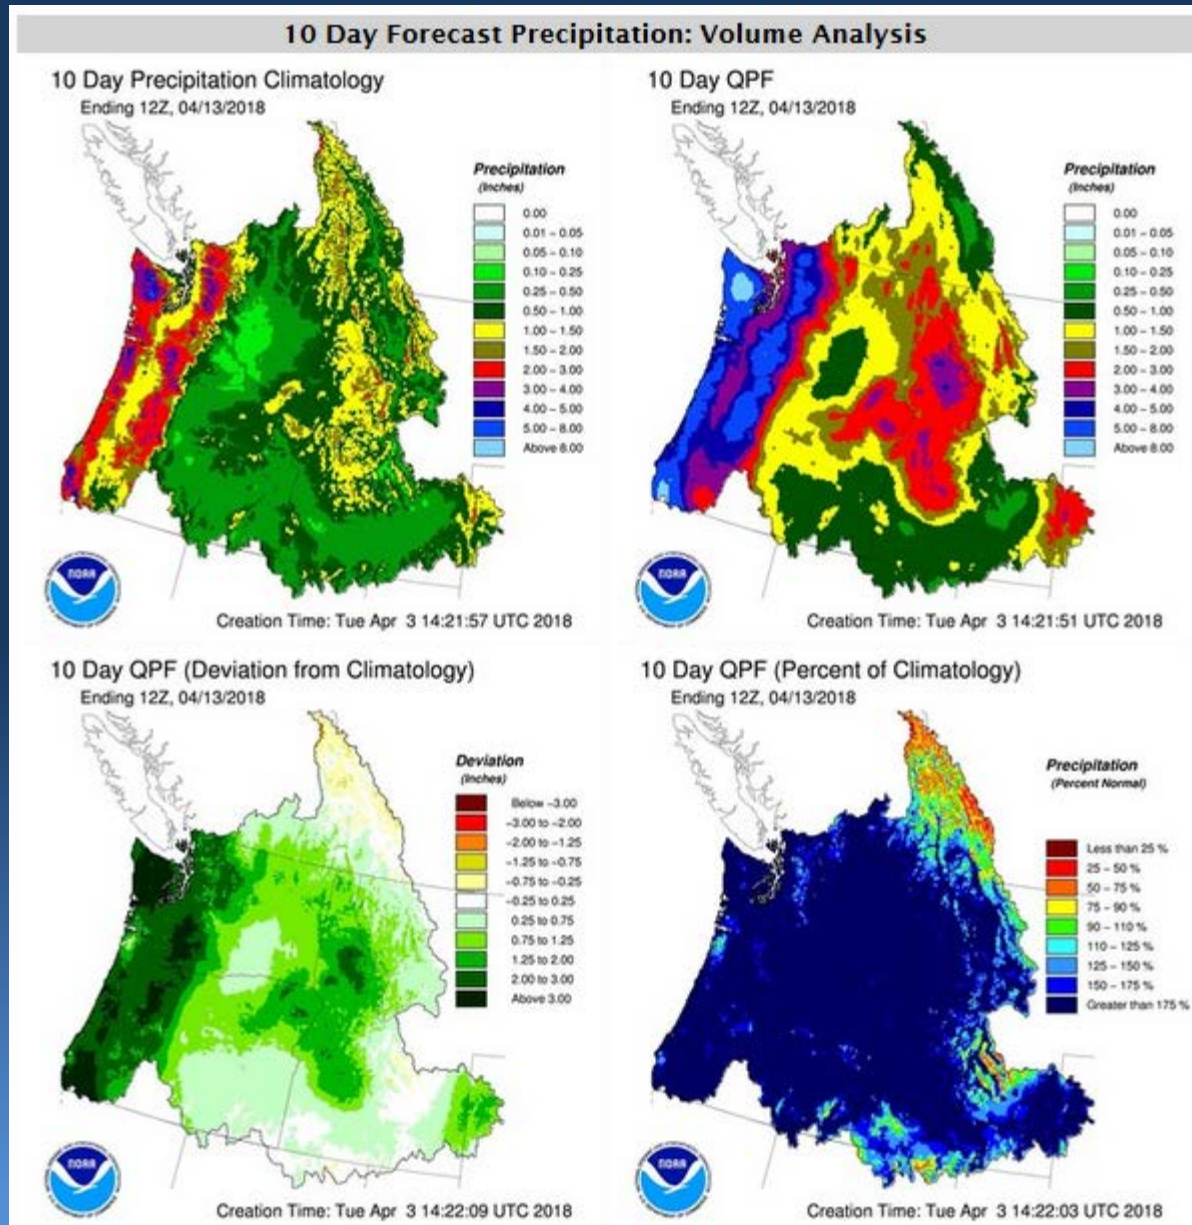 10 Day Forecast Precipitation: Volume Analysis
10 Day Precipitation Climatology
Ending 12Z, 04/13/2018
Precipitation
(Inches)
0.00
0.01 - 0.05
0.05 - 0.10
0.10 - 0.25
0.25 - 0.50
0.50 - 1.00
1.00 - 1.50
1.50 - 2.00
2.00 - 3.00
3.00 - 4.00
4.00 - 5.00
5.00 - 8.00
Above 8.00
NOAA
Creation Time: Tue Apr 3 14:21:57 UTC 2018
10 Day QPF
Ending 12Z, 04/13/2018
Precipitation
(Inches)
0.00
0.01 - 0.05
0.05 - 0.10
0.10 - 0.25
0.25 - 0.50
0.50 - 1.00
1.00 - 1.50
1.50 - 2.00
2.00 - 3.00
3.00 - 4.00
4.00 - 5.00
5.00 - 8.00
Above 8.00
NOAA
Creation Time: Tue Apr 3 14:21:51 UTC 2018
10 Day QPF (Deviation from Climatology)
Ending 12Z, 04/13/2018
Deviation
(Inches)
Below -3.00
-3.00 to -2.00
-2.00 to -1.25
-1.25 to -0.75
-0.75 to -0.25
-0.25 to 0.25
0.25 to 0.75
0.75 to 1.25
1.25 to 2.00
2.00 to 3.00
Above 3.00
NOAA
Creation Time: Tue Apr 3 14:22:09 UTC 2018
10 Day QPF (Percent of Climatology)
Ending 12Z, 04/13/2018
Precipitation
(Percent Normal)
Less than 25 %
25 - 50 %
50 - 75 %
75 - 90 %
90 - 110 %
110 - 125 %
125 - 150 %
150 - 175 %
Greater than 175 %
NOAA
Creation Time: Tue Apr 3 14:22:03 UTC 2018